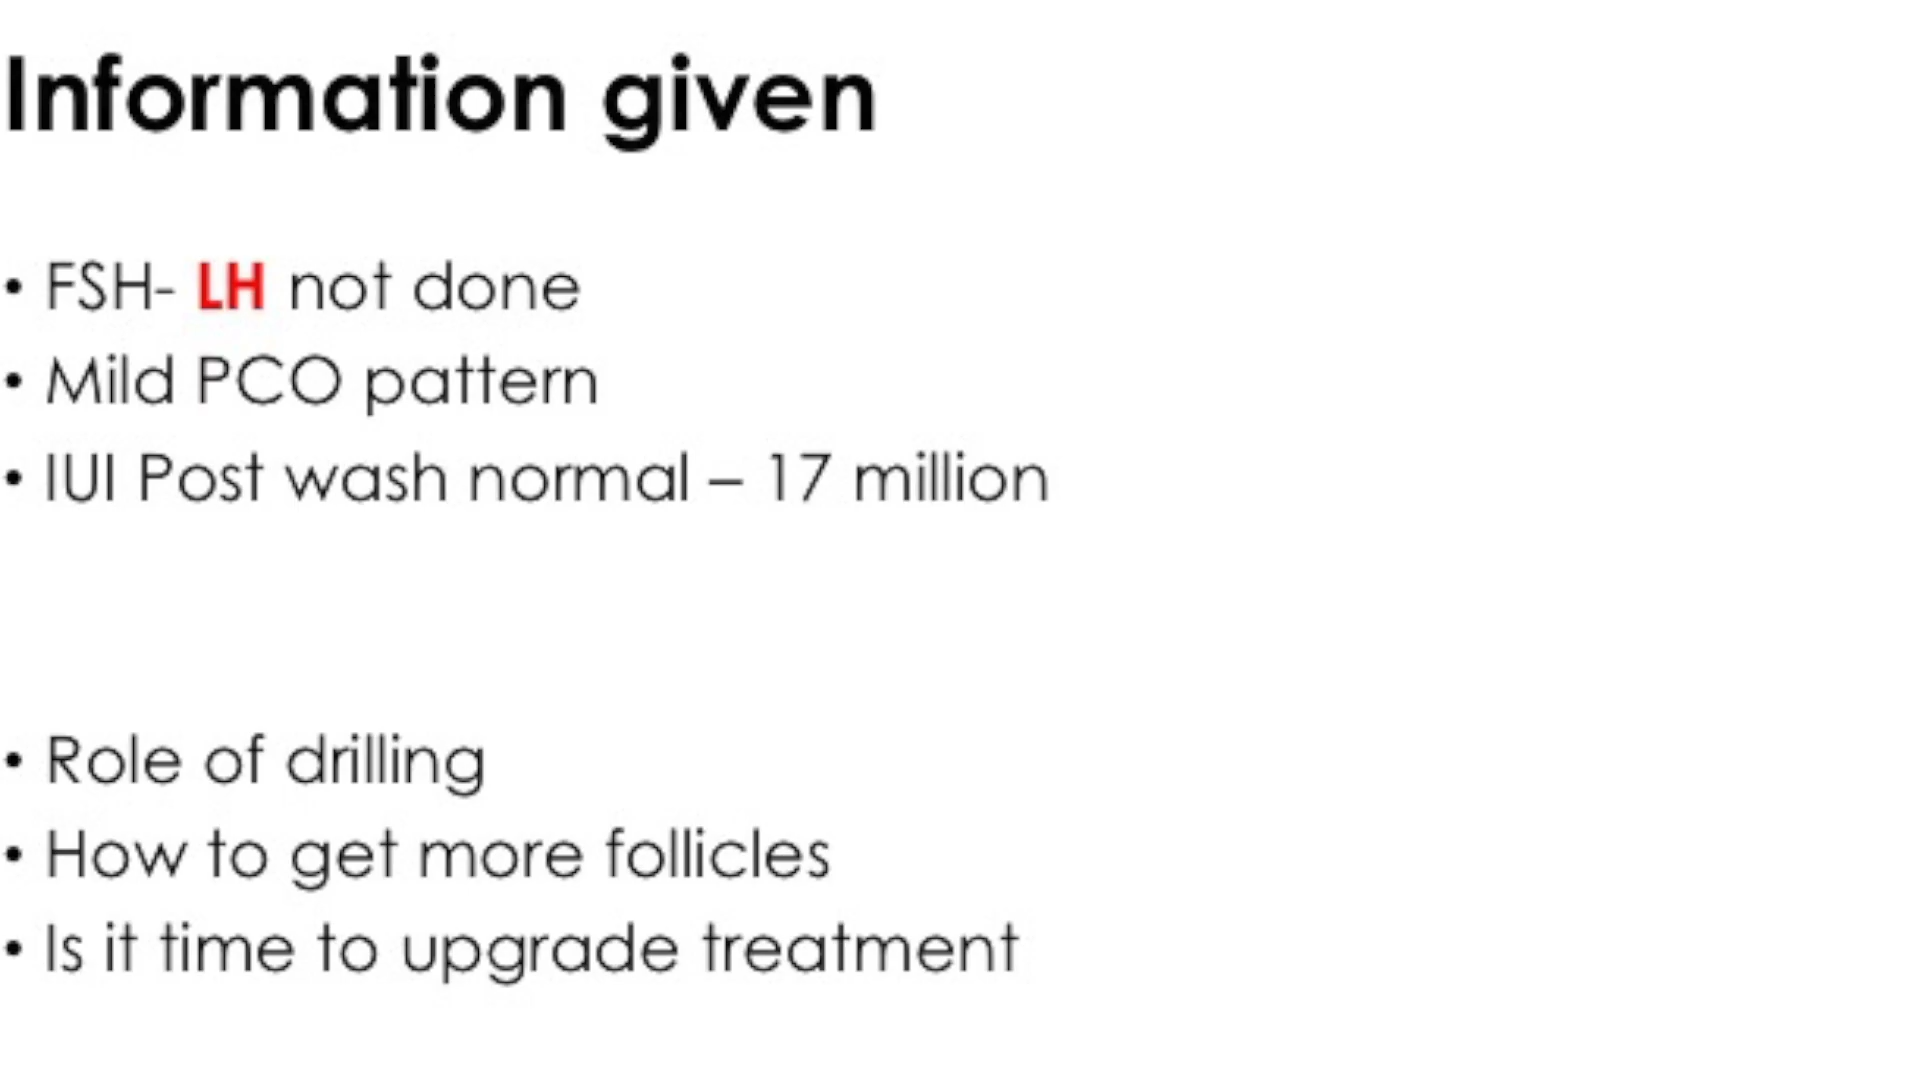 Information given
• FSH- LH not done
• Mild PCO pattern
• IUI Post wash normal – 17 million
• Role of drilling
• How to get more follicles
• Is it time to upgrade treatment